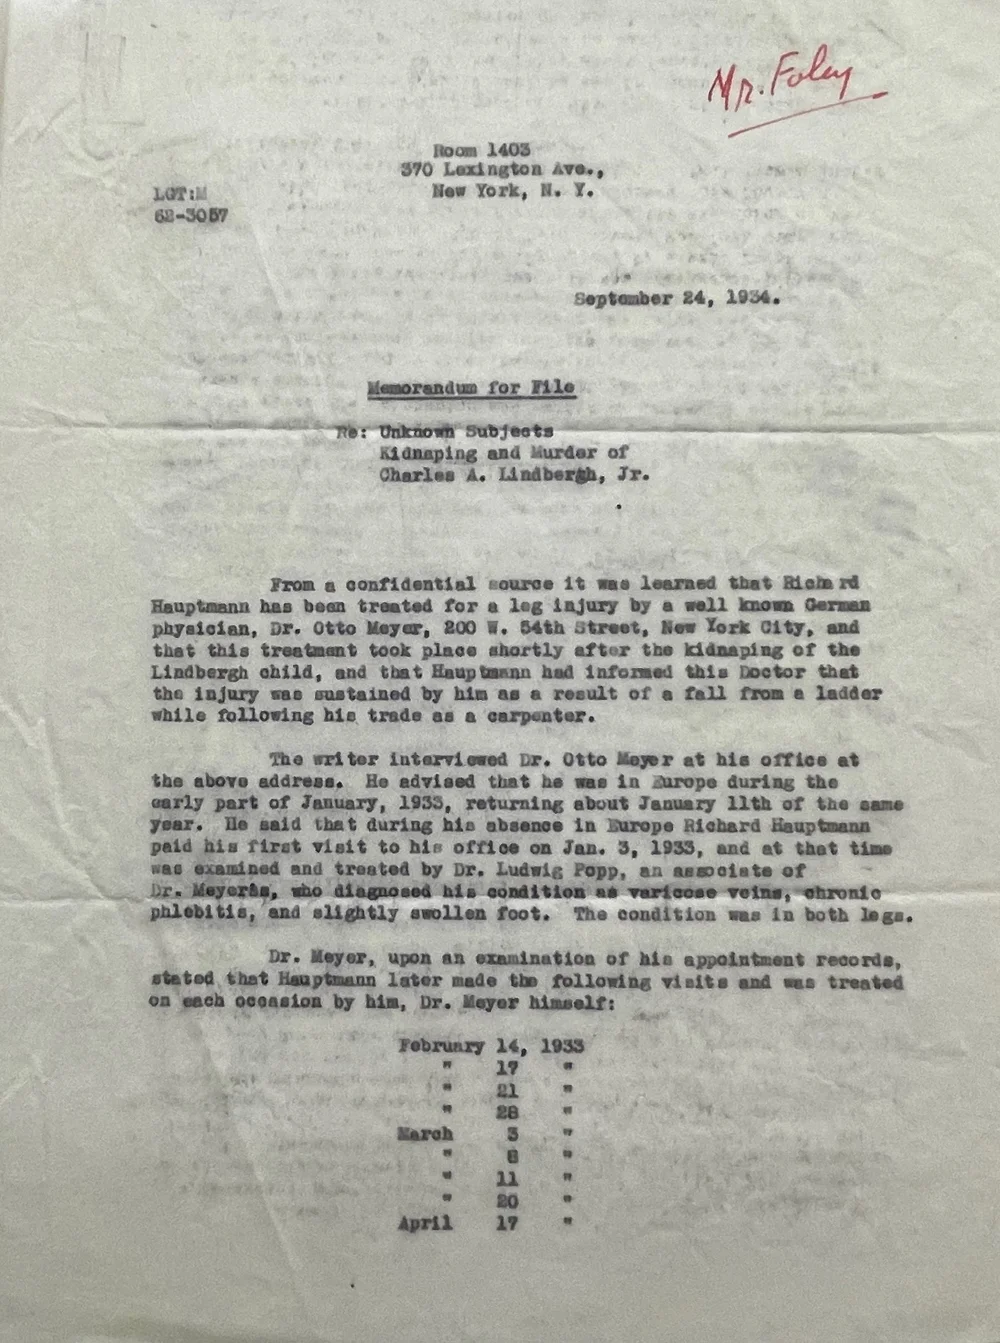 Mr. Foley
Room 1403
370 Lexington Ave.,
New York, N. Y.
LGT:M
62-3057
September 24, 1934.
Memorandum for File
Re: Unknown Subjects
Kidnaping and Murder of
Charles A. Lindbergh, Jr.
From a confidential source it was learned that Richard
Hauptmann has been treated for a leg injury by a well known German
physician, Dr. Otto Meyer, 200 W. 54th Street, New York City, and
that this treatment took place shortly after the kidnaping of the
Lindbergh child, and that Hauptmann had informed this Doctor that
the injury was sustained by him as a result of a fall from a ladder
while following his trade as a carpenter.
The writer interviewed Dr. Otto Meyer at his office at
the above address. He advised that he was in Europe during the
early part of January, 1933, returning about January 11th of the same
year. He said that during his absence in Europe Richard Hauptmann
paid his first visit to his office on Jan. 3, 1933, and at that time
was examined and treated by Dr. Ludwig Popp, an associate of
Dr. Meyers, who diagnosed his condition as varicose veins, chronic
phlebitis, and slightly swollen foot. The condition was in both legs.
Dr. Meyer, upon an examination of his appointment records,
stated that Hauptmann later made the following visits and was treated
on each occasion by him, Dr. Meyer himself:
February 14, 1933
" 17 "
" 21 "
" 28 "
March 3 "
" 8 "
" 11 "
" 20 "
April 17 "